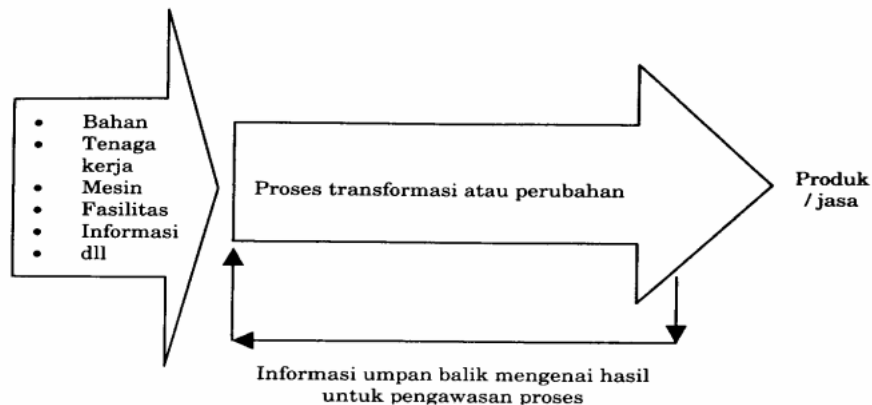 • Bahan
• Tenaga
kerja
• Mesin
• Fasilitas
• Informasi
• dll
Proses transformasi atau perubahan
Produk
/jasa
Informasi umpan balik mengenai hasil
untuk pengawasan proses